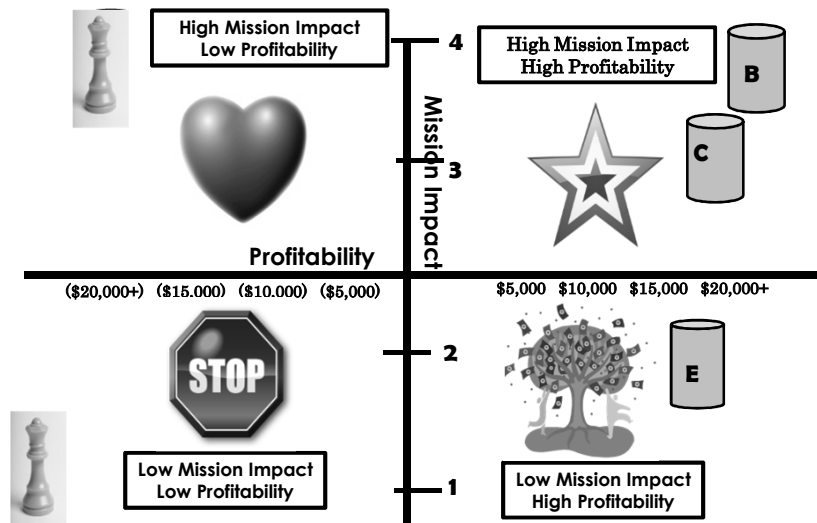 High Mission Impact
Low Profitability
4
High Mission Impact
High Profitability
B
Mission Impact
C
3
Profitability
($20,000+) ($15.000) ($10.000) ($5,000)
$5,000 $10,000 $15,000 $20,000+
STOP
2
E
Low Mission Impact
Low Profitability
1
Low Mission Impact
High Profitability